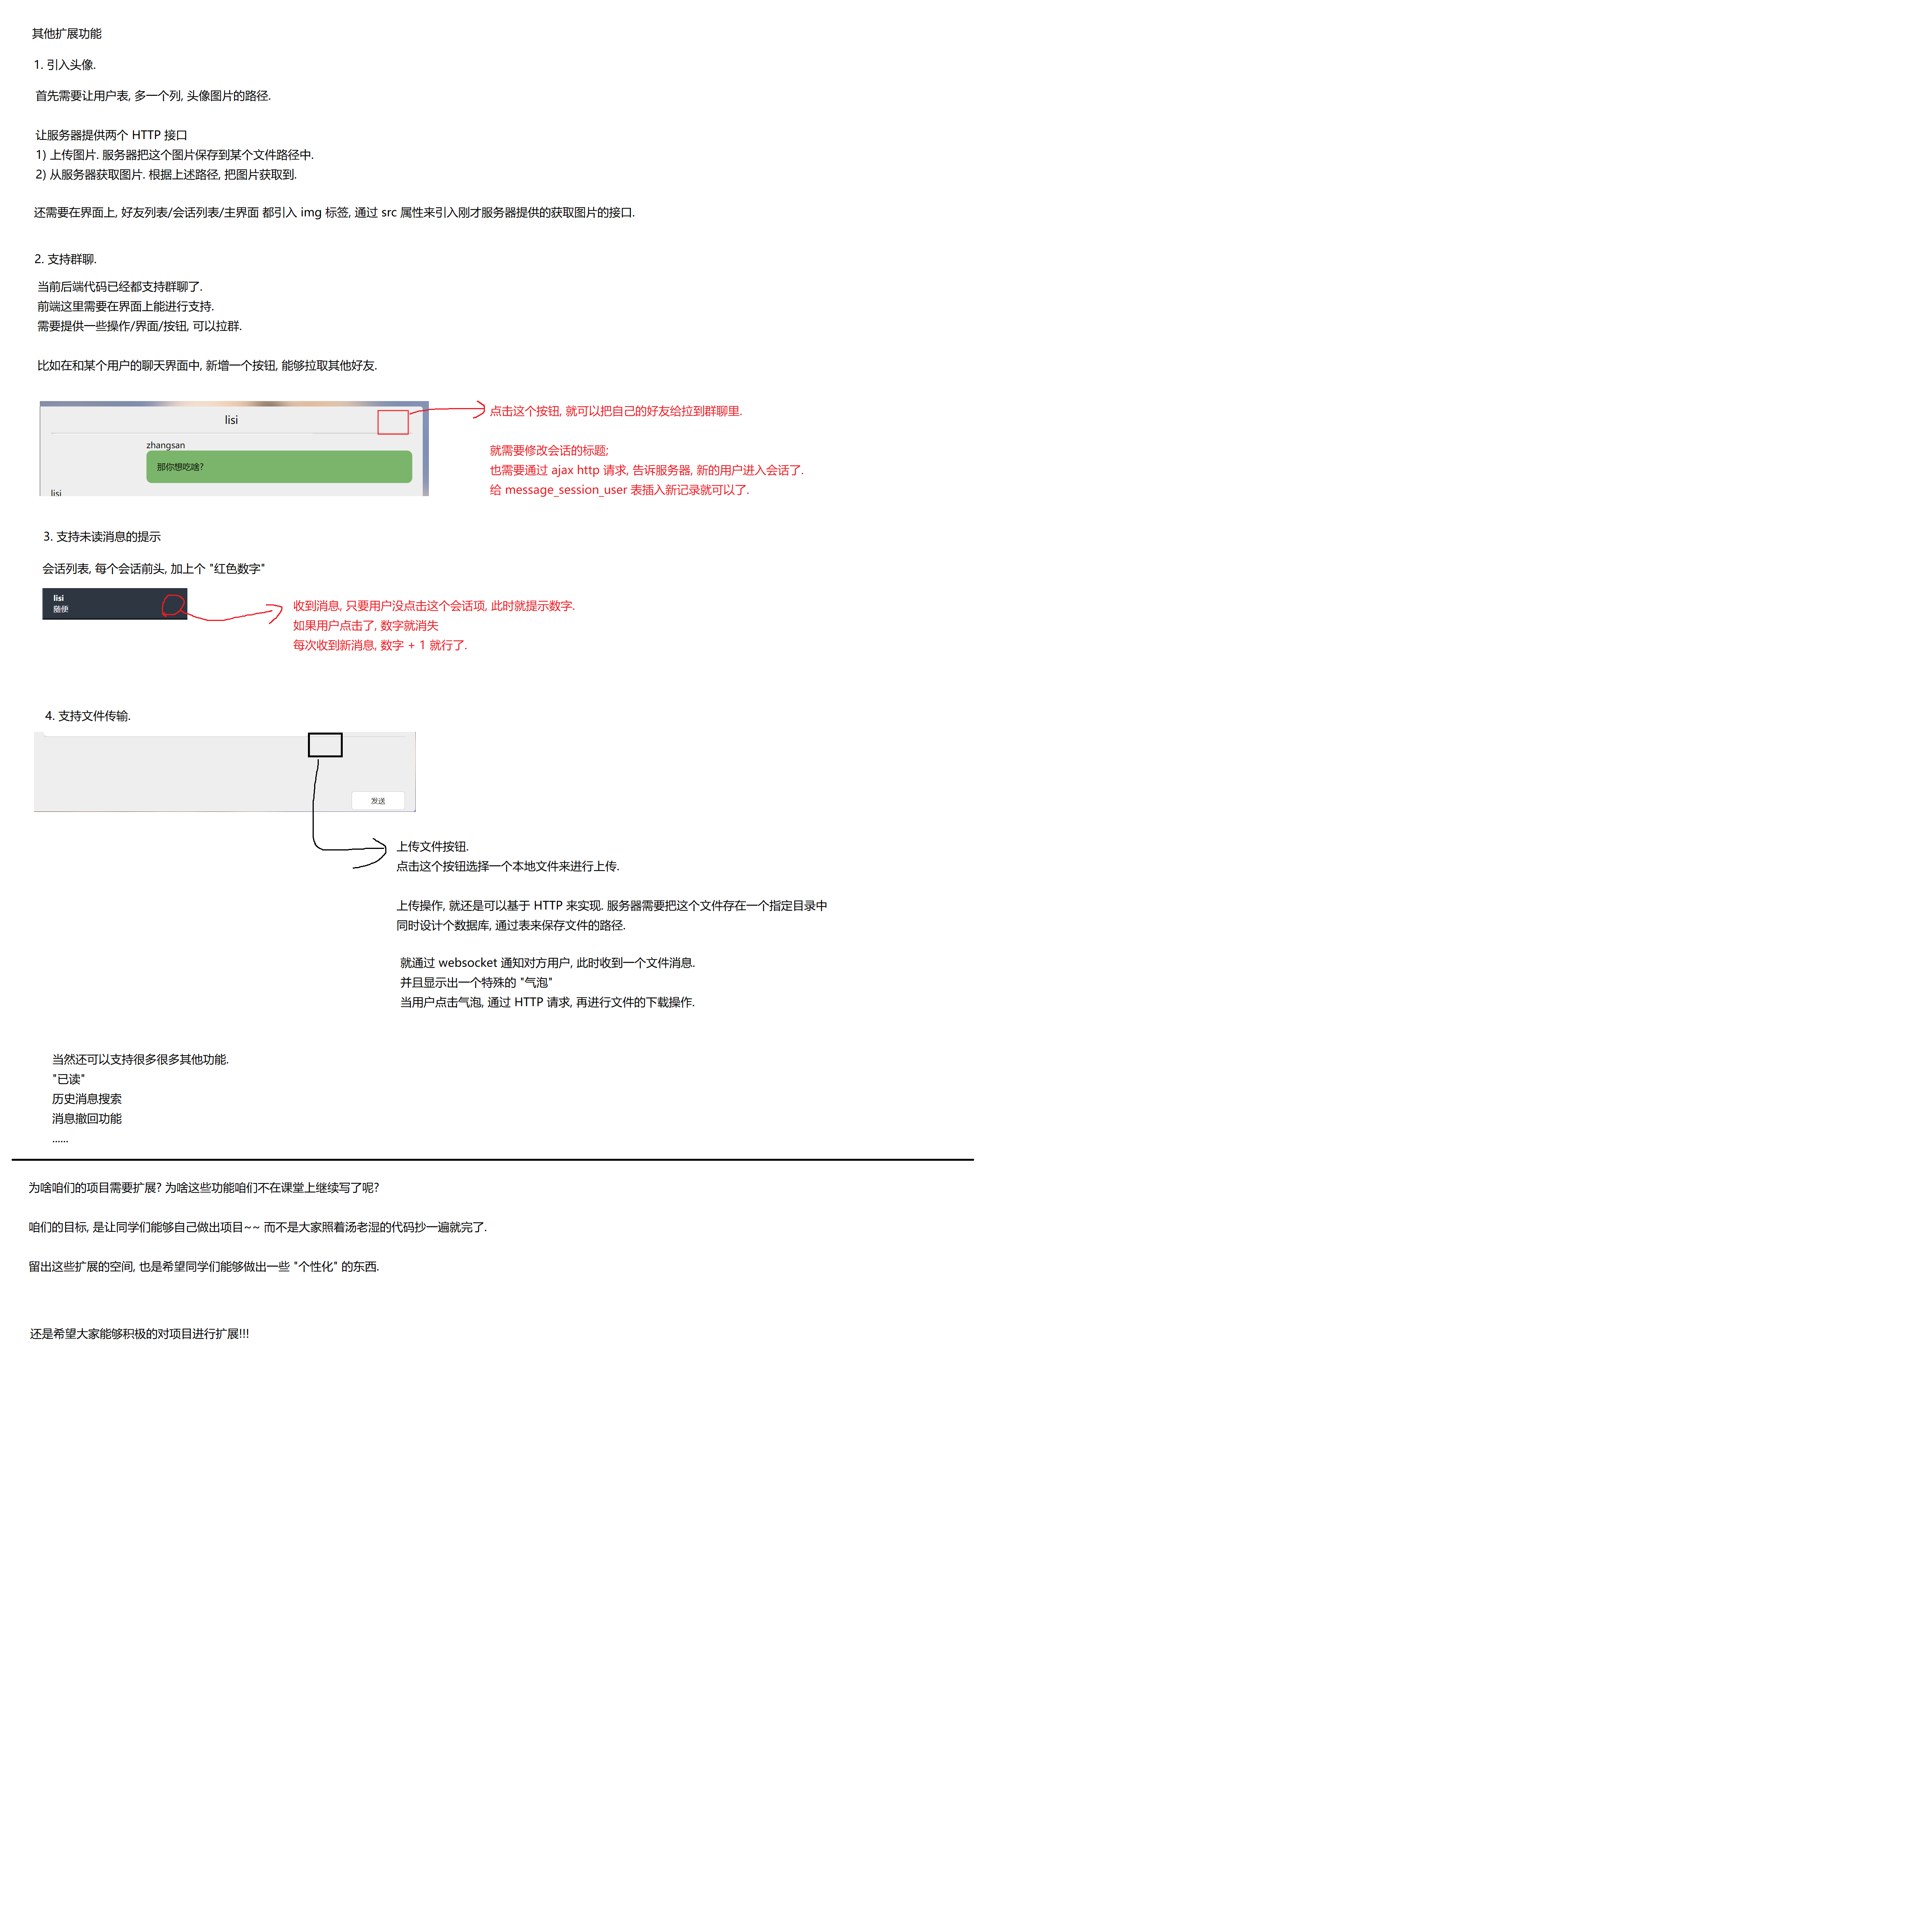 其他扩展功能
1. 引入头像.
首先需要让用户表, 多一个列, 头像图片的路径.
让服务器提供两个 HTTP 接口
1) 上传图片. 服务器把这个图片保存到某个文件路径中.
2) 从服务器获取图片. 根据上述路径, 把图片获取到.
还需要在界面上, 好友列表/会话列表/主界面 都引入 img 标签, 通过 src 属性来引入刚才服务器提供的获取图片的接口.
2. 支持群聊.
当前后端代码已经都支持群聊了.
前端这里需要在界面上能进行支持.
需要提供一些操作/界面/按钮, 可以拉群.
比如在和某个用户的聊天界面中, 新增一个按钮, 能够拉取其他好友.
lisi
zhangsan
那你想吃啥?
lisi
点击这个按钮, 就可以把自己的好友给拉到群聊里.
就需要修改会话的标题;
也需要通过 ajax http 请求, 告诉服务器, 新的用户进入会话了.
给 message_session_user 表插入新记录就可以了.
3. 支持未读消息的提示
会话列表, 每个会话前头, 加上个 "红色数字"
lisi
随便
收到消息, 只要用户没点击这个会话项, 此时就提示数字.
如果用户点击了, 数字就消失
每次收到新消息, 数字 + 1 就行了.
4. 支持文件传输.
发送
上传文件按钮.
点击这个按钮选择一个本地文件来进行上传.
上传操作, 就还是可以基于 HTTP 来实现. 服务器需要把这个文件存在一个指定目录中
同时设计个数据库, 通过表来保存文件的路径.
就通过 websocket 通知对方用户, 此时收到一个文件消息.
并且显示出一个特殊的 "气泡"
当用户点击气泡, 通过 HTTP 请求, 再进行文件的下载操作.
当然还可以支持很多很多其他功能.
"已读"
历史消息搜索
消息撤回功能
......
为啥咱们的项目需要扩展? 为啥这些功能咱们不在课堂上继续写了呢?
咱们的目标, 是让同学们能够自己做出项目~~ 而不是大家照着汤老湿的代码抄一遍就完了.
留出这些扩展的空间, 也是希望同学们能够做出一些 "个性化" 的东西.
还是希望大家能够积极的对项目进行扩展!!!